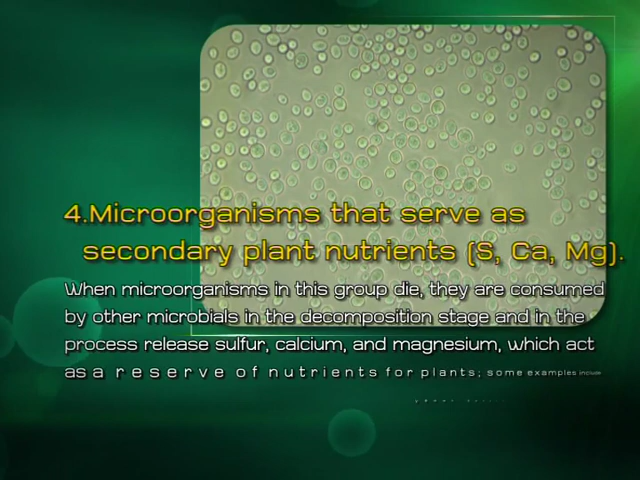 4.Microorganisms that serve as
secondary plant nutrients (S, Ca, Mg).
When microorganisms in this group die, they are consumed
by other microbials in the decomposition stage and in the
process release sulfur, calcium, and magnesium, which act
as a reserve of nutrients for plants; some examples include